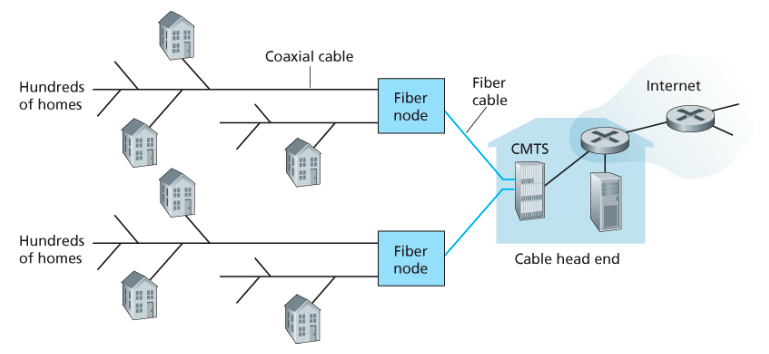 Coaxial cable
Hundreds
of homes
Fiber
node
Fiber
cable
Internet
CMTS
Hundreds
of homes
Fiber
node
Cable head end